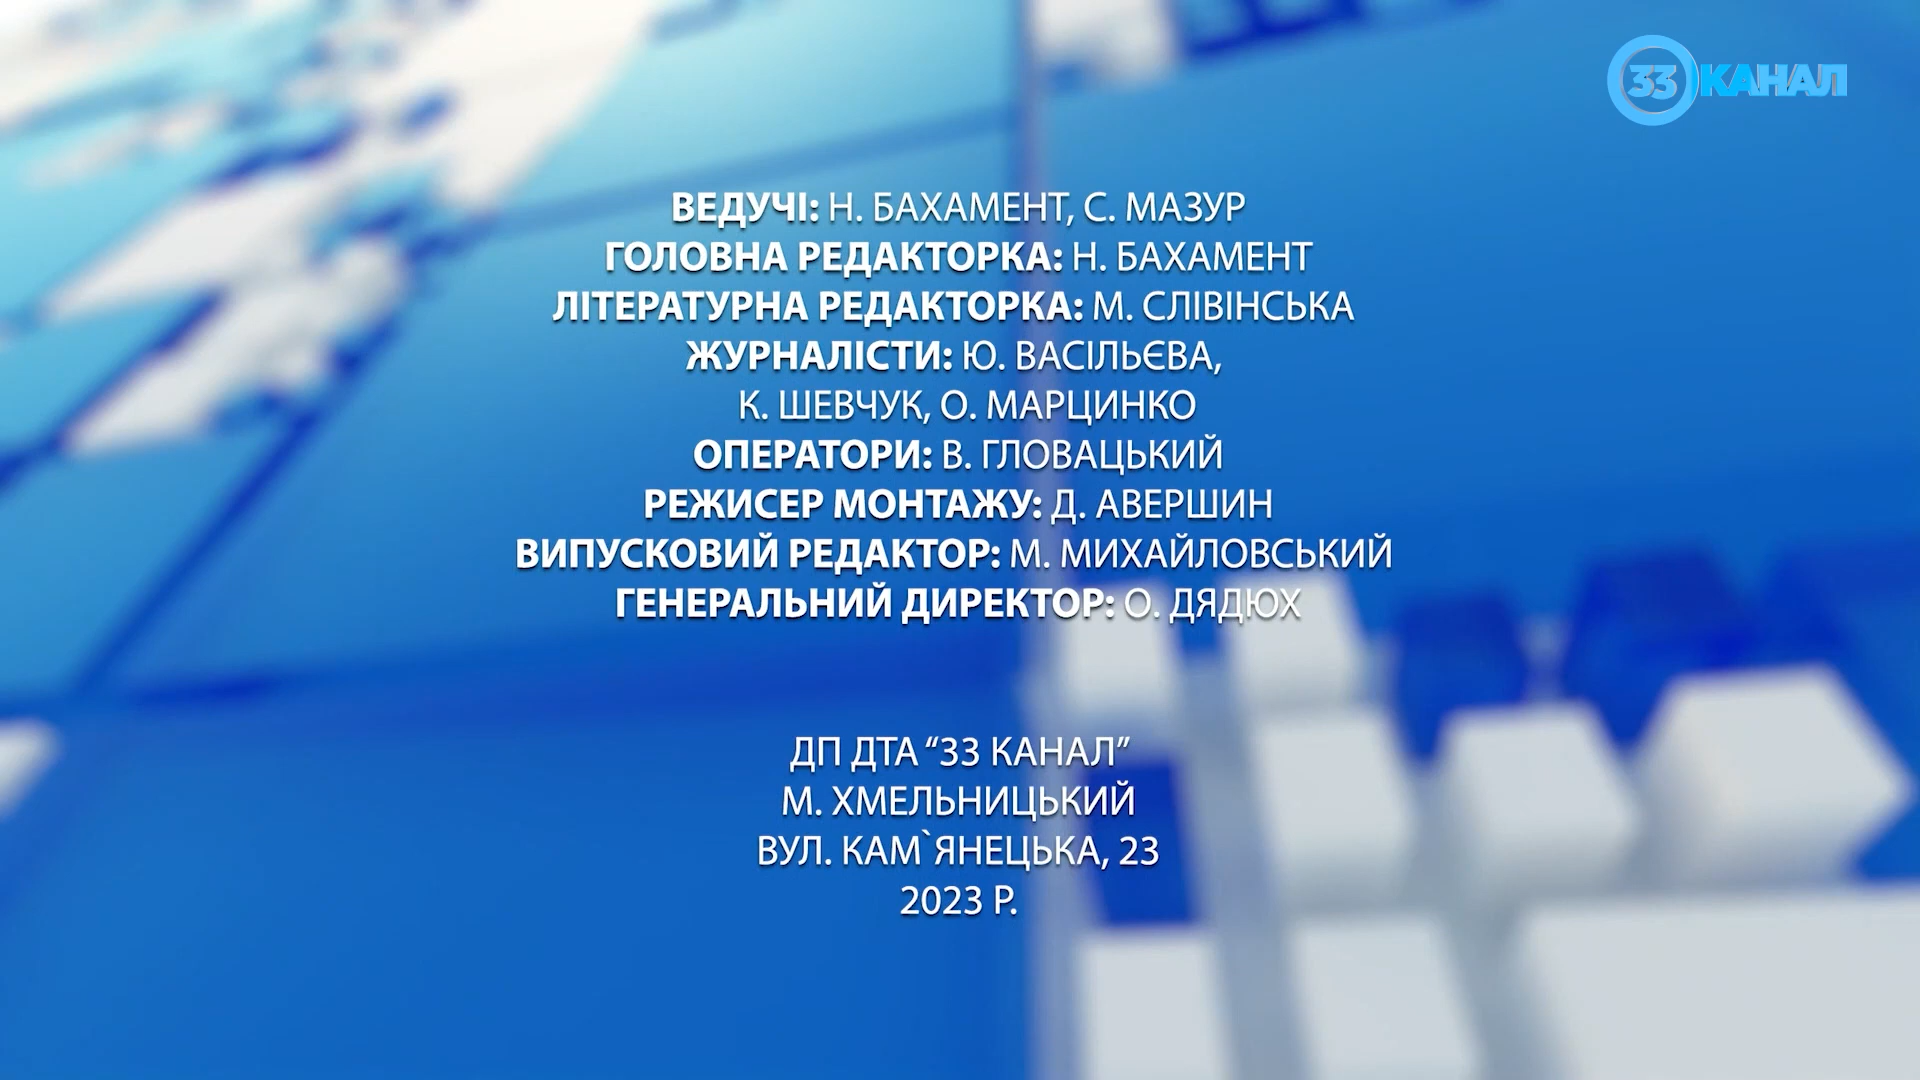 33 КАНАЛ
ВЕДУЧІ: Н. БАХАМЕНТ, С. МАЗУР
ГОЛОВНА РЕДАКТОРКА: Н. БАХАМЕНТ
ЛІТЕРАТУРНА РЕДАКТОРКА: М. СЛІВІНСЬКА
ЖУРНАЛІСТИ: Ю. ВАСІЛЬЄВА,
К. ШЕВЧУК, О. МАРЦИНКО
ОПЕРАТОРИ: В. ГЛОВАЦЬКИЙ
РЕЖИСЕР МОНТАЖУ: Д. АВЕРШИН
ВИПУСКОВИЙ РЕДАКТОР: М. МИХАЙЛОВСЬКИЙ
ГЕНЕРАЛЬНИЙ ДИРЕКТОР: О. ДЯДЮХ
ДП ДТА “33 КАНАЛ”
М. ХМЕЛЬНИЦЬКИЙ
ВУЛ. КАМ`ЯНЕЦЬКА, 23
2023 Р.